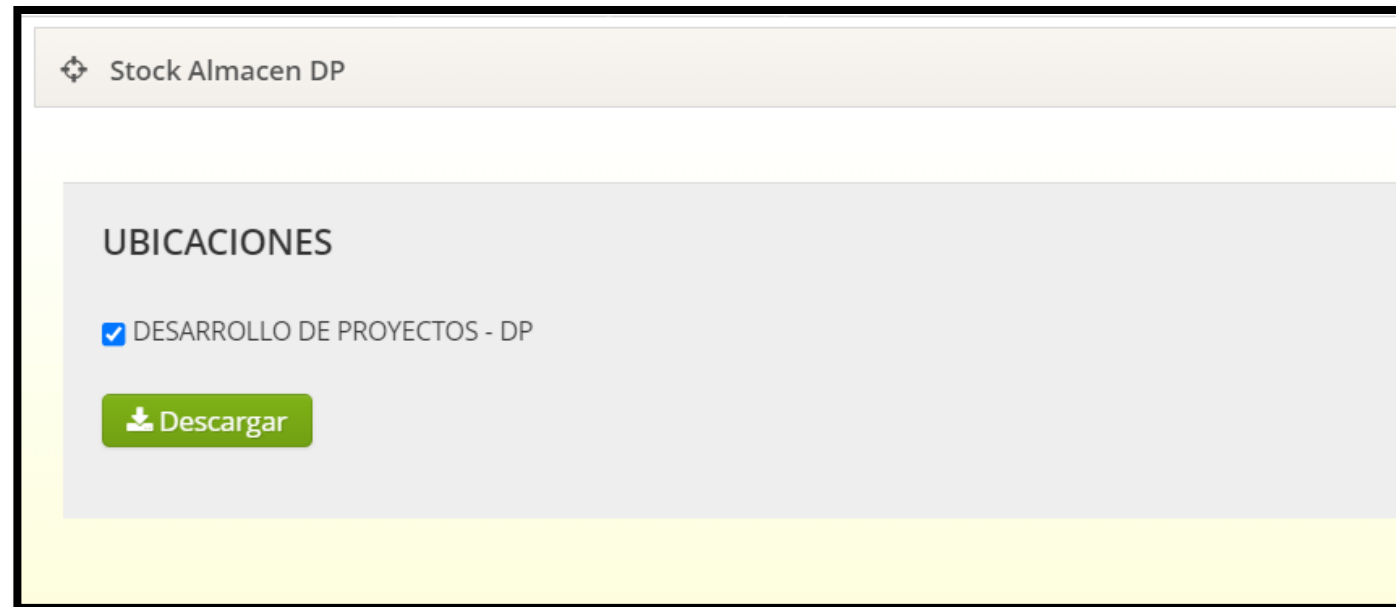 Stock Almacen DP
UBICACIONES
DESARROLLO DE PROYECTOS - DP
Descargar